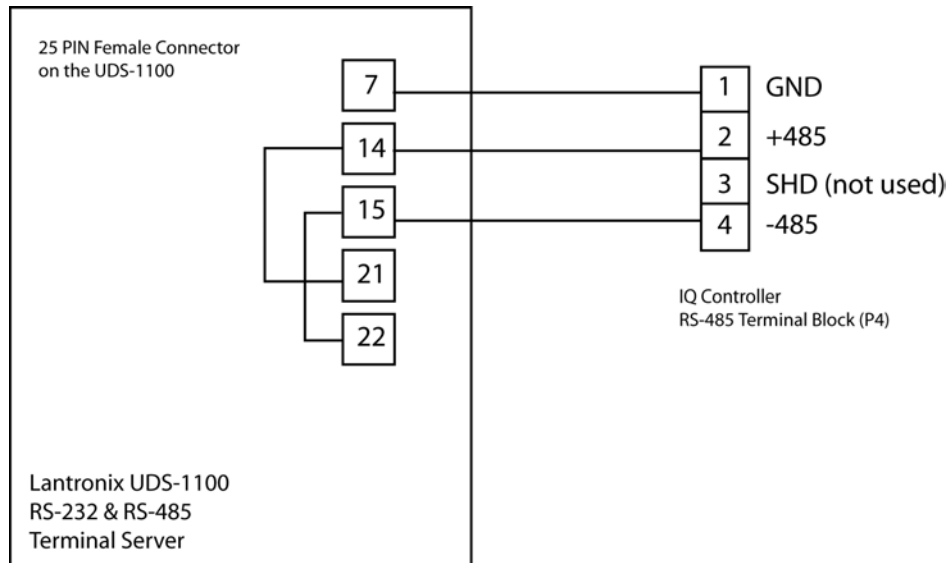 25 PIN Female Connector
on the UDS-1100
7
14
15
21
22
1 GND
2 +485
3 SHD (not used)
4 -485
IQ Controller
RS-485 Terminal Block (P4)
Lantronix UDS-1100
RS-232 & RS-485
Terminal Server